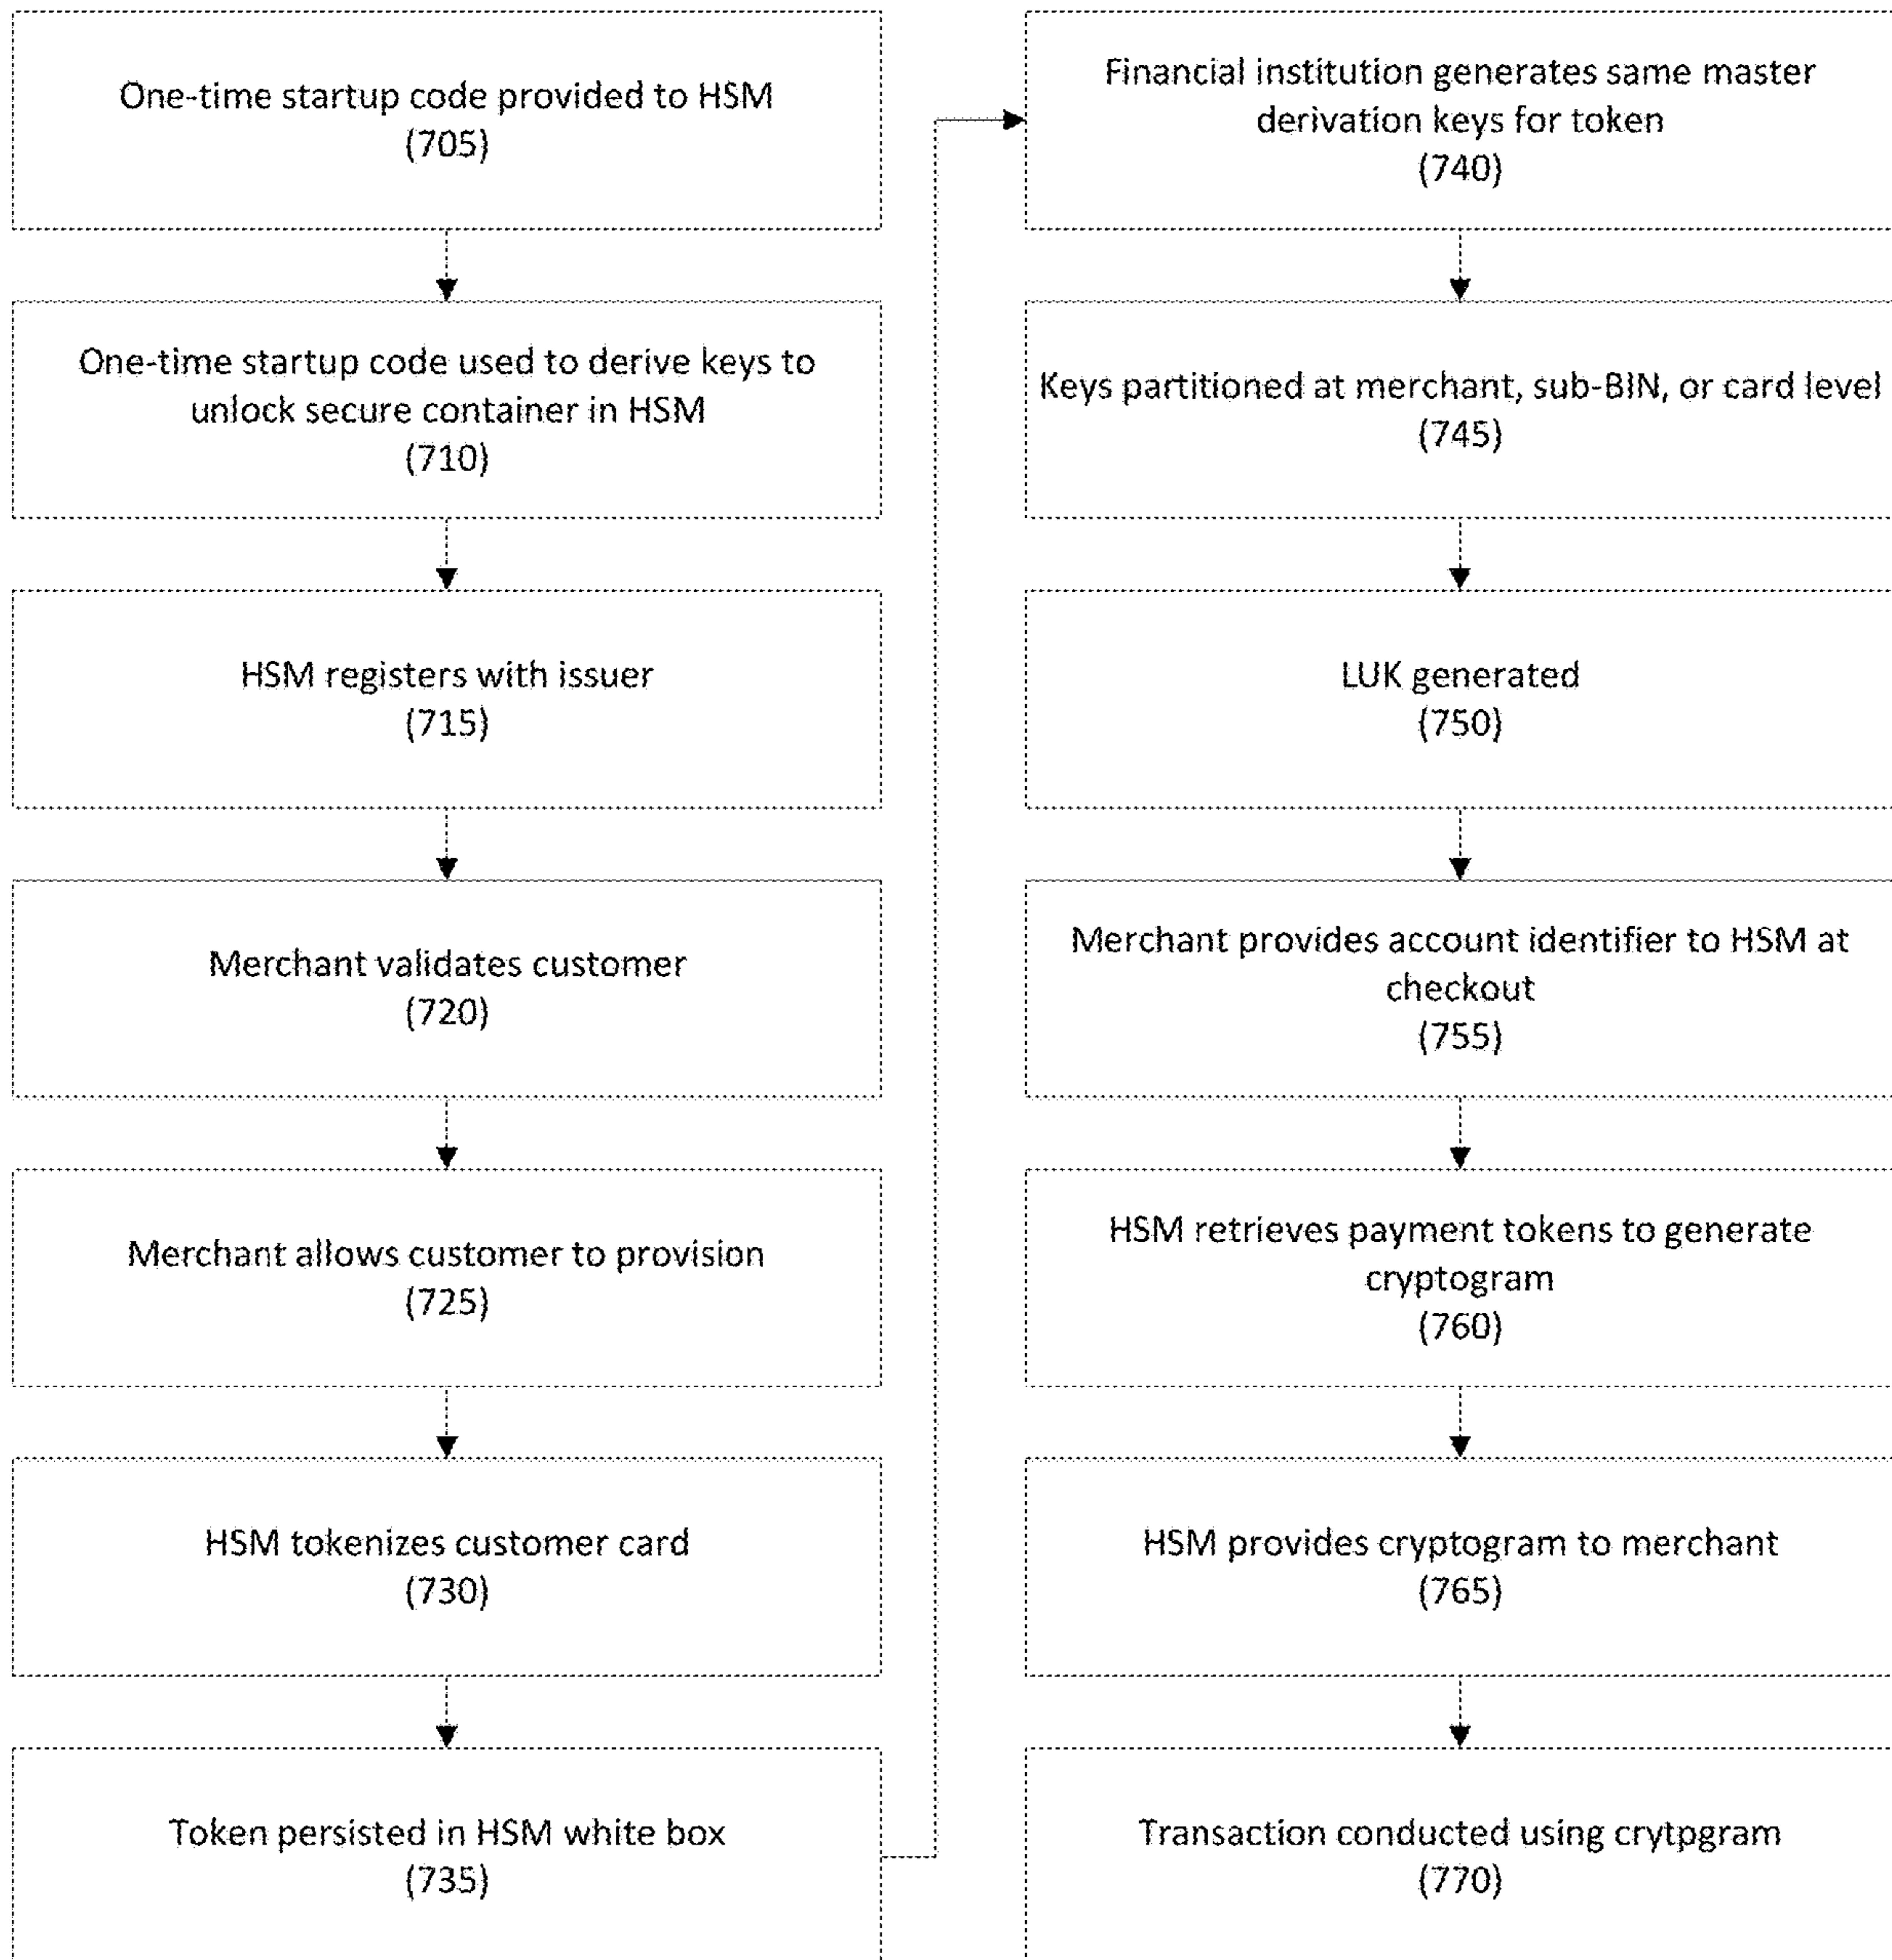 One-time startup code provided to HSM
(705)
One-time startup code used to derive keys to
unlock secure container in HSM
(710)
HSM registers with issuer
(715)
Merchant validates customer
(720)
Merchant allows customer to provision
(725)
HSM tokenizes customer card
(730)
Token persisted in HSM white box
(735)
Financial institution generates same master
derivation keys for token
(740)
Keys partitioned at merchant, sub-BIN, or card level
(745)
LUK generated
(750)
Merchant provides account identifier to HSM at
checkout
(755)
HSM retrieves payment tokens to generate
cryptogram
(760)
HSM provides cryptogram to merchant
(765)
Transaction conducted using crytpgram
(770)